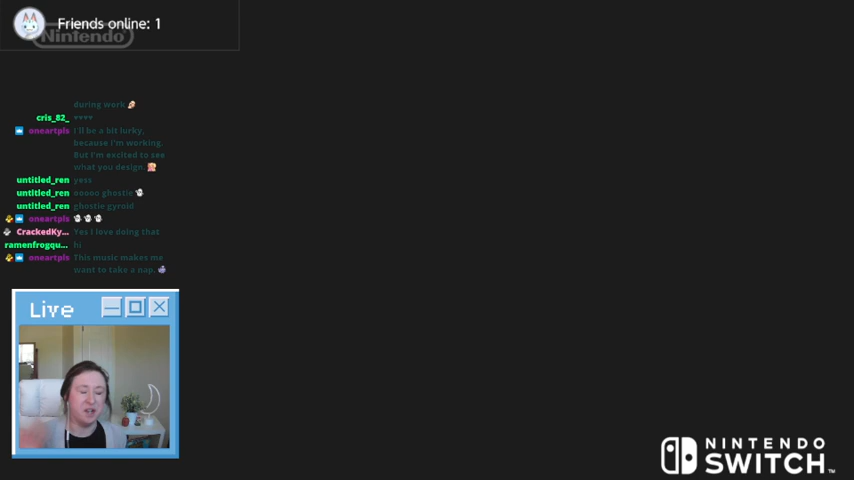 Friends online: 1
Nintendo
during work
cris_82_ ♥♥♥♥
oneartpls I'll be a bit lurky,
because I'm working.
But I'm excited to see
what you design.
untitled_ren yess
untitled_ren ooooo ghostie
untitled_ren ghostie gyroid
oneartpls
CrackedKy... Yes I love doing that
ramenfrogqu... hi
oneartpls This music makes me
want to take a nap.
Live
NINTENDO
SWITCH
TM